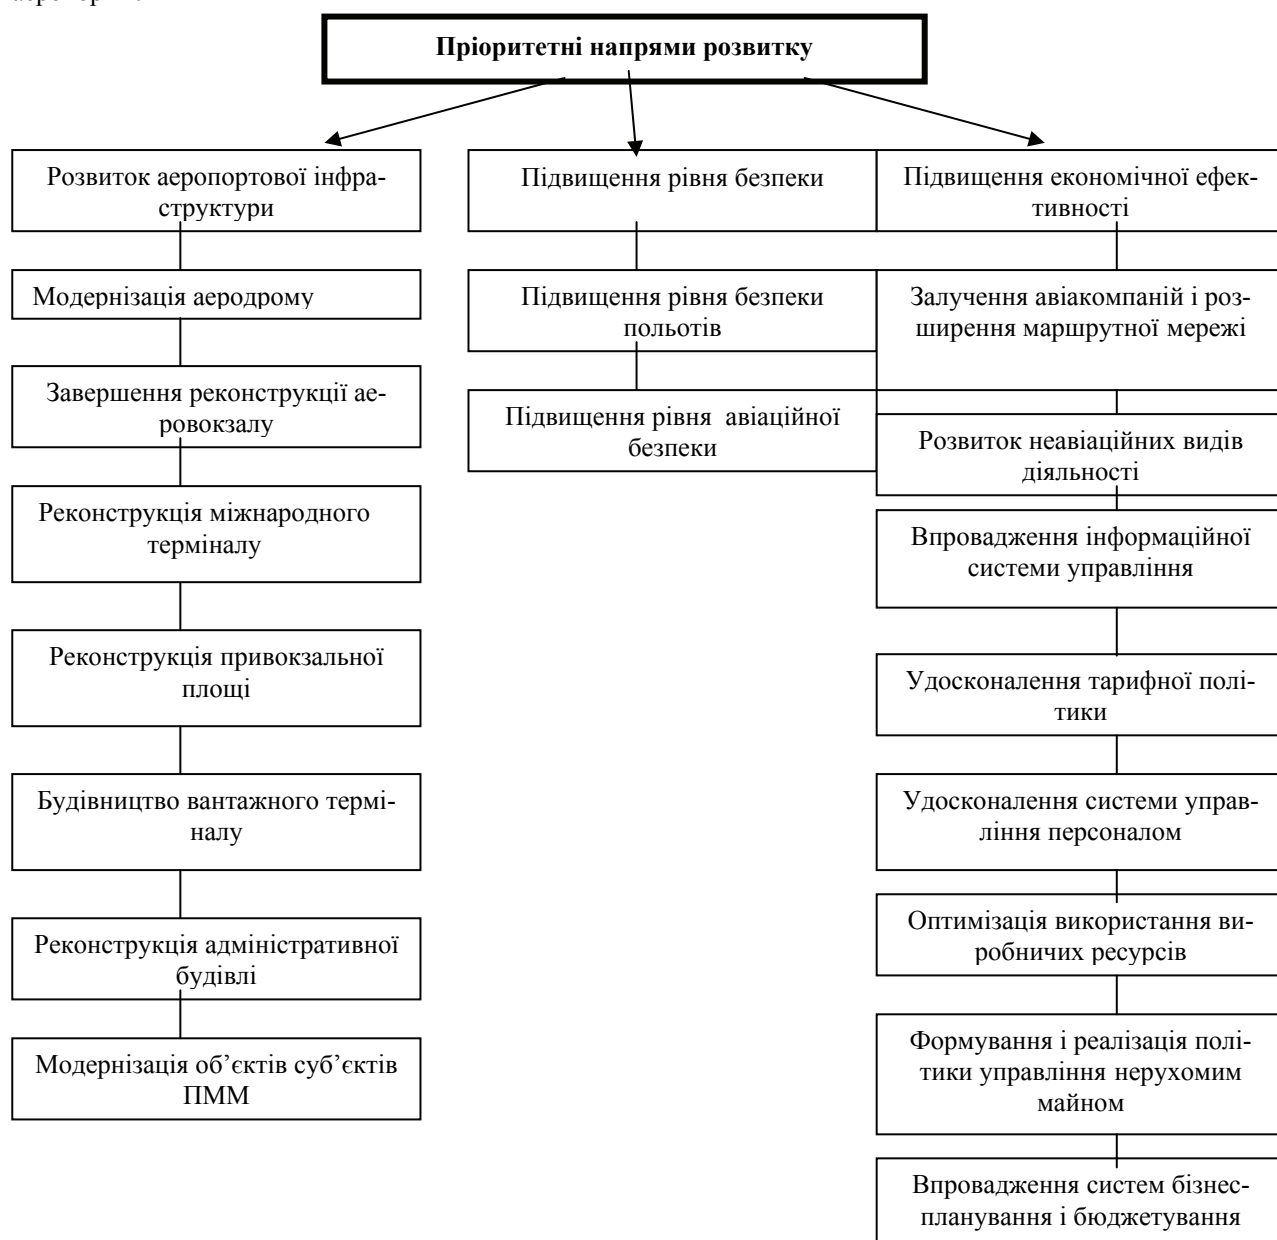 Пріоритетні напрями розвитку
Розвиток аеропортової інфра-
структури
Модернізація аеродрому
Завершення реконструкції ае-
ровокзалу
Реконструкція міжнародного
терміналу
Реконструкція привокзальної
площі
Будівництво вантажного термі-
налу
Реконструкція адміністративної
будівлі
Модернізація об’єктів суб’єктів
ПММ
Підвищення рівня безпеки
Підвищення рівня безпеки
польотів
Підвищення рівня  авіаційної
безпеки
Підвищення економічної ефек-
тивності
Залучення авіакомпаній і роз-
ширення маршрутної мережі
Розвиток неавіаційних видів
діяльності
Впровадження інформаційної
системи управління
Удосконалення тарифної полі-
тики
Удосконалення системи управ-
ління персоналом
Оптимізація використання ви-
робничих ресурсів
Формування і реалізація полі-
тики управління нерухомим
майном
Впровадження систем бізнес-
планування і бюджетування